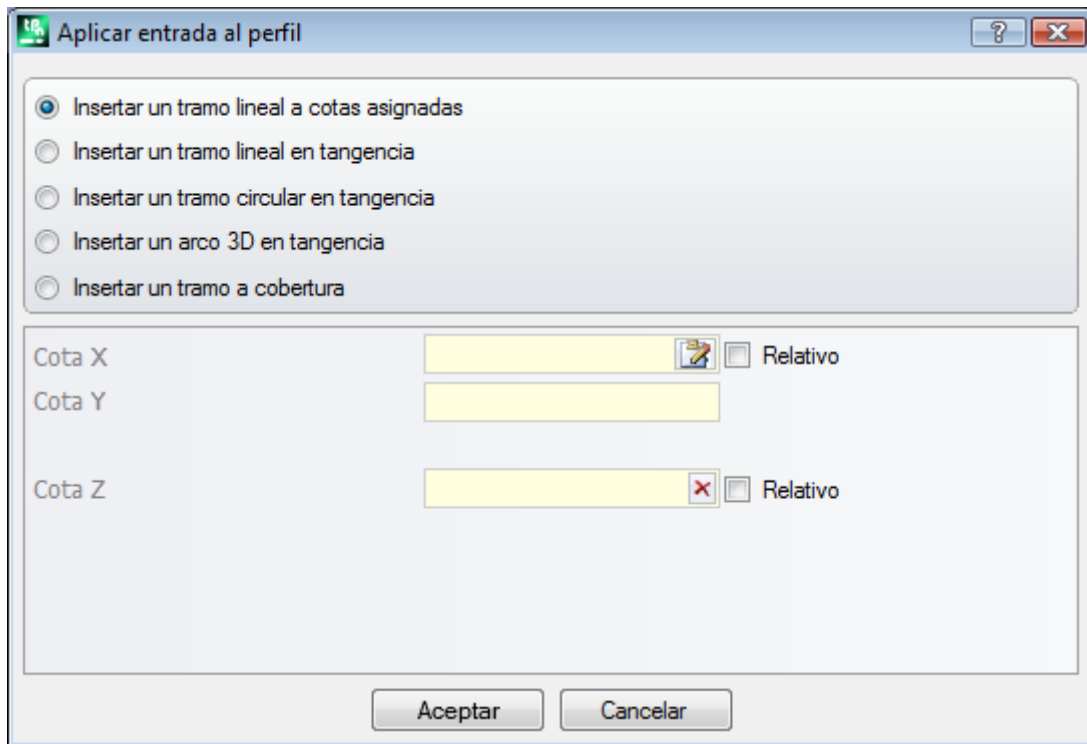 Aplicar entrada al perfil
Insertar un tramo lineal a cotas asignadas
Insertar un tramo lineal en tangencia
Insertar un tramo circular en tangencia
Insertar un arco 3D en tangencia
Insertar un tramo a cobertura
Cota X Relativo
Cota Y
Cota Z Relativo
Aceptar Cancelar